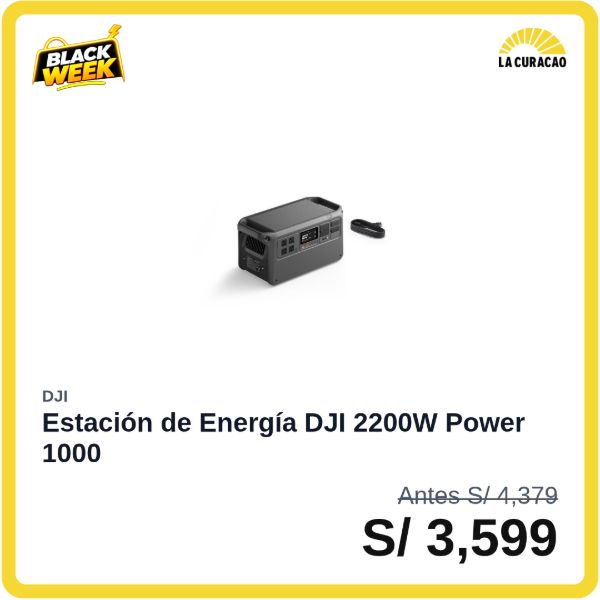 BLACK
WEEK
LA CURACAO
DJI
Estación de Energía DJI 2200W Power
1000
Antes S/ 4,379
S/ 3,599